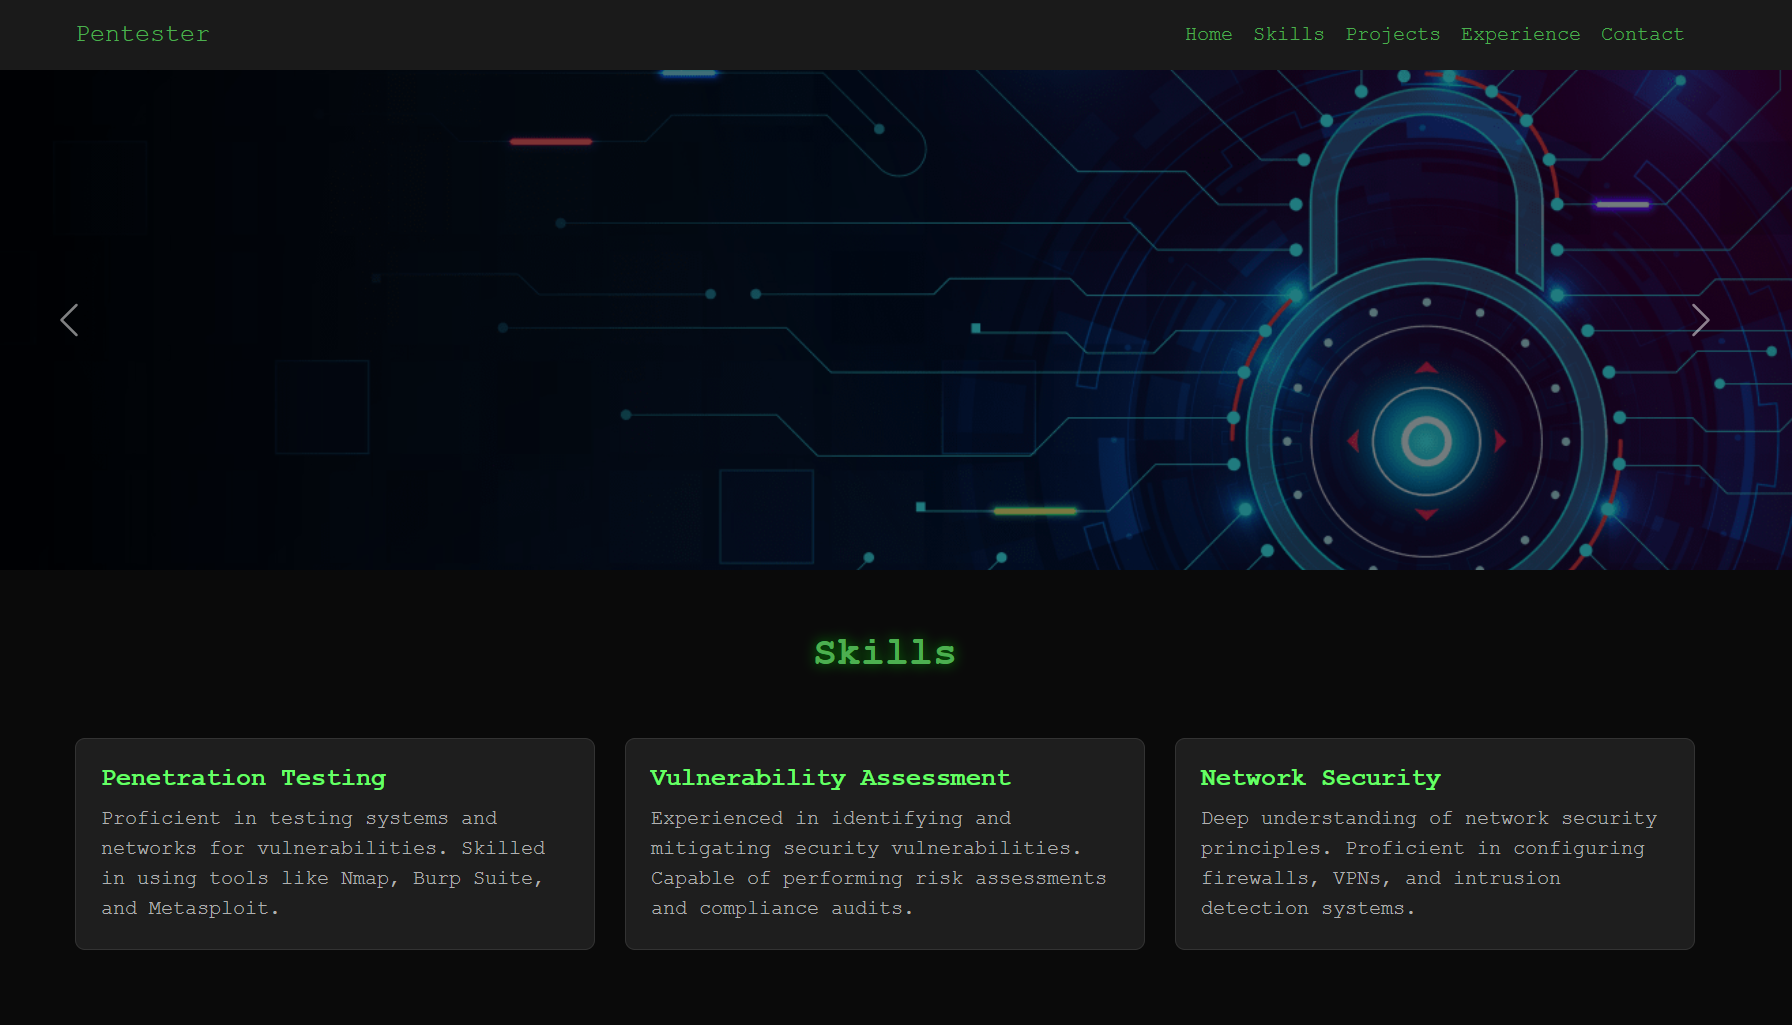 Pentester
Home Skills Projects Experience Contact
Skills
Penetration Testing
Proficient in testing systems and
networks for vulnerabilities. Skilled
in using tools like Nmap, Burp Suite,
and Metasploit.
Vulnerability Assessment
Experienced in identifying and
mitigating security vulnerabilities.
Capable of performing risk assessments
and compliance audits.
Network Security
Deep understanding of network security
principles. Proficient in configuring
firewalls, VPNs, and intrusion
detection systems.